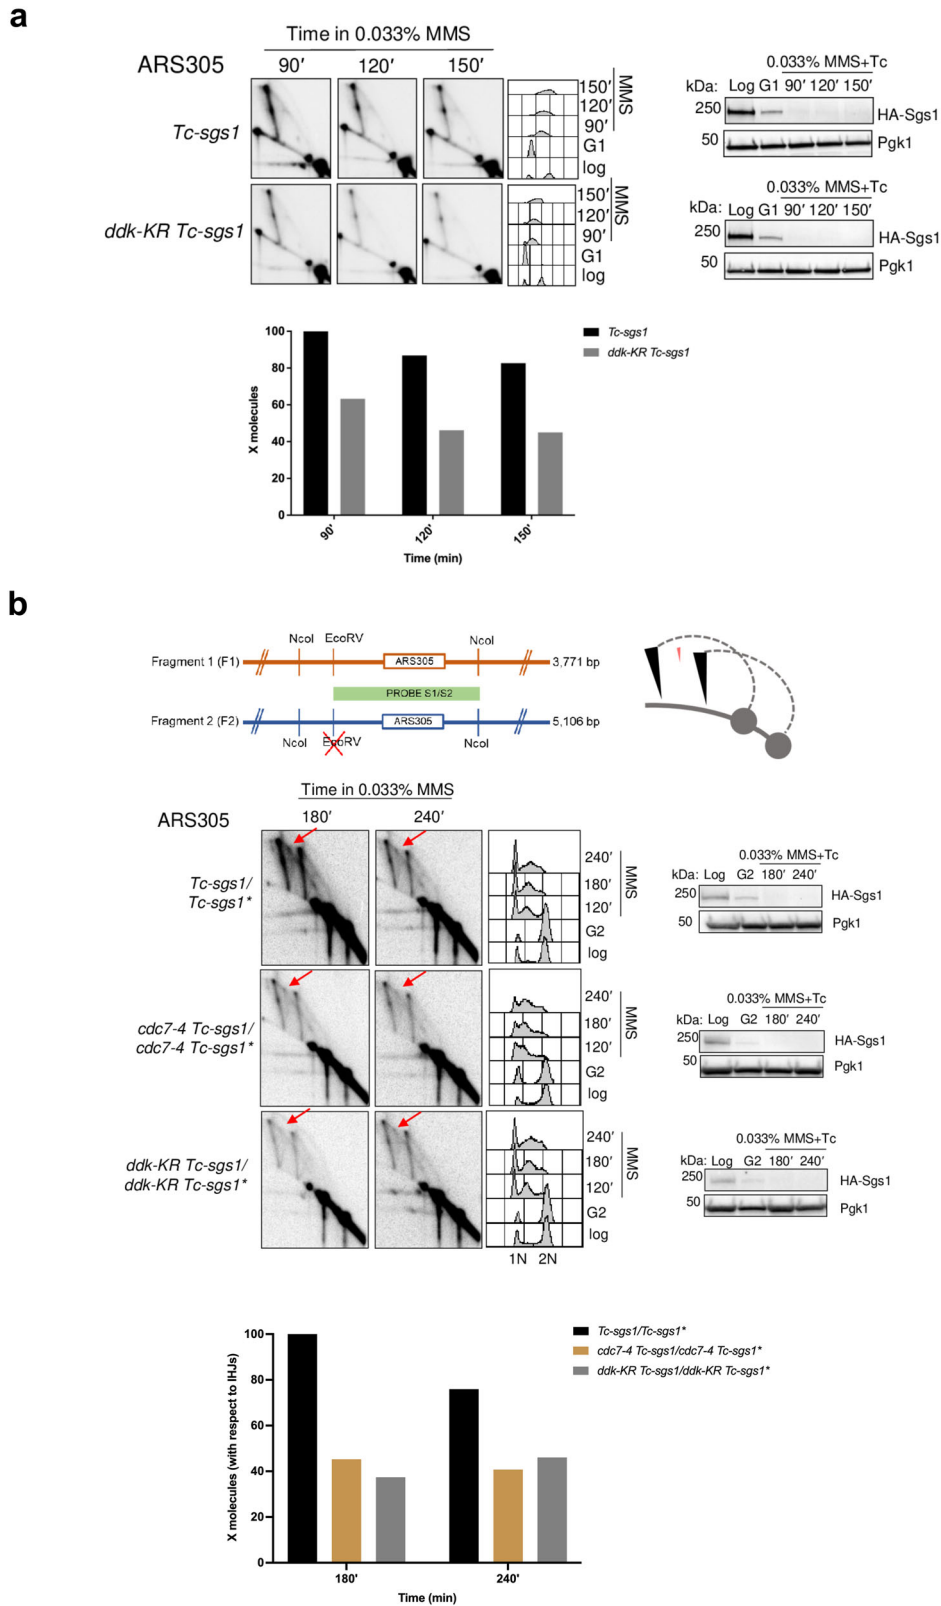 a
Time in 0.033% MMS
ARS305
90′ 120′ 150′
Tc-sgs1
150′
120′
90′
G1
log
MMS
ddk-KR Tc-sgs1
150′
120′
90′
G1
log
MMS
0.033% MMS+Tc
kDa: Log G1 90′ 120′ 150′
250
HA-Sgs1
50
Pgk1
0.033% MMS+Tc
kDa: Log G1 90′ 120′ 150′
250
HA-Sgs1
50
Pgk1
100
80
60
40
20
0
X molecules
90'
120'
150'
Time (min)
Tc-sgs1
ddk-KR Tc-sgs1
b
NcoI EcoRV NcoI
Fragment 1 (F1) ARS305 3,771 bp
PROBE S1/S2
Fragment 2 (F2) ARS305 5,106 bp
NcoI EcoRV NcoI
Time in 0.033% MMS
ARS305
180′ 240′
Tc-sgs1/
Tc-sgs1*
240′
180′
120′
G2
log
MMS
cdc7-4 Tc-sgs1/
cdc7-4 Tc-sgs1*
240′
180′
120′
G2
log
MMS
ddk-KR Tc-sgs1/
ddk-KR Tc-sgs1*
240′
180′
120′
G2
log
MMS
1N 2N
0.033% MMS+Tc
kDa: Log G2 180′ 240′
250
HA-Sgs1
50
Pgk1
0.033% MMS+Tc
kDa: Log G2 180′ 240′
250
HA-Sgs1
50
Pgk1
0.033% MMS+Tc
kDa: Log G2 180′ 240′
250
HA-Sgs1
50
Pgk1
100
80
60
40
20
0
X molecules (with respect to IHJs)
180'
240'
Time (min)
Tc-sgs1/Tc-sgs1*
cdc7-4 Tc-sgs1/cdc7-4 Tc-sgs1*
ddk-KR Tc-sgs1/ddk-KR Tc-sgs1*